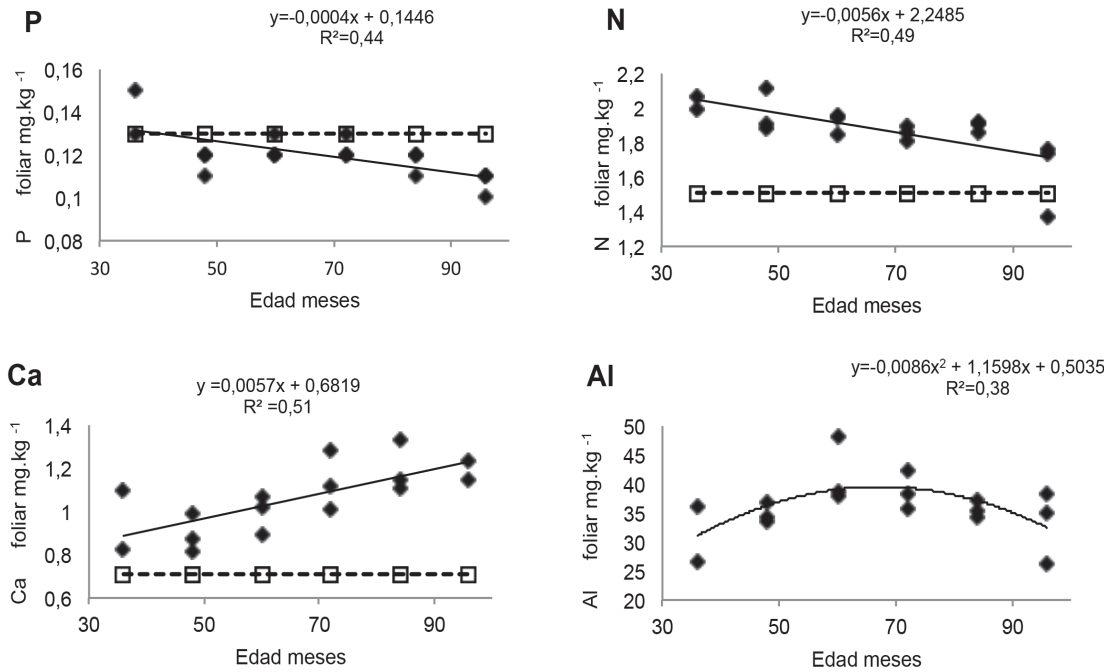 P
y=-0,0004x + 0,1446
R²=0,44
P foliar mg.kg⁻¹
0,16
0,14
0,12
0,1
0,08
30 50 70 90
Edad meses
N
y=-0,0056x + 2,2485
R²=0,49
N foliar mg.kg⁻¹
2,2
2
1,8
1,6
1,4
1,2
30 50 70 90
Edad meses
Ca
y =0,0057x + 0,6819
R² =0,51
Ca foliar mg.kg⁻¹
1,4
1,2
1
0,8
0,6
30 50 70 90
Edad meses
Al
y=-0,0086x² + 1,1598x + 0,5035
R²=0,38
Al foliar mg.kg⁻¹
50
45
40
35
30
25
20
30 50 70 90
Edad meses